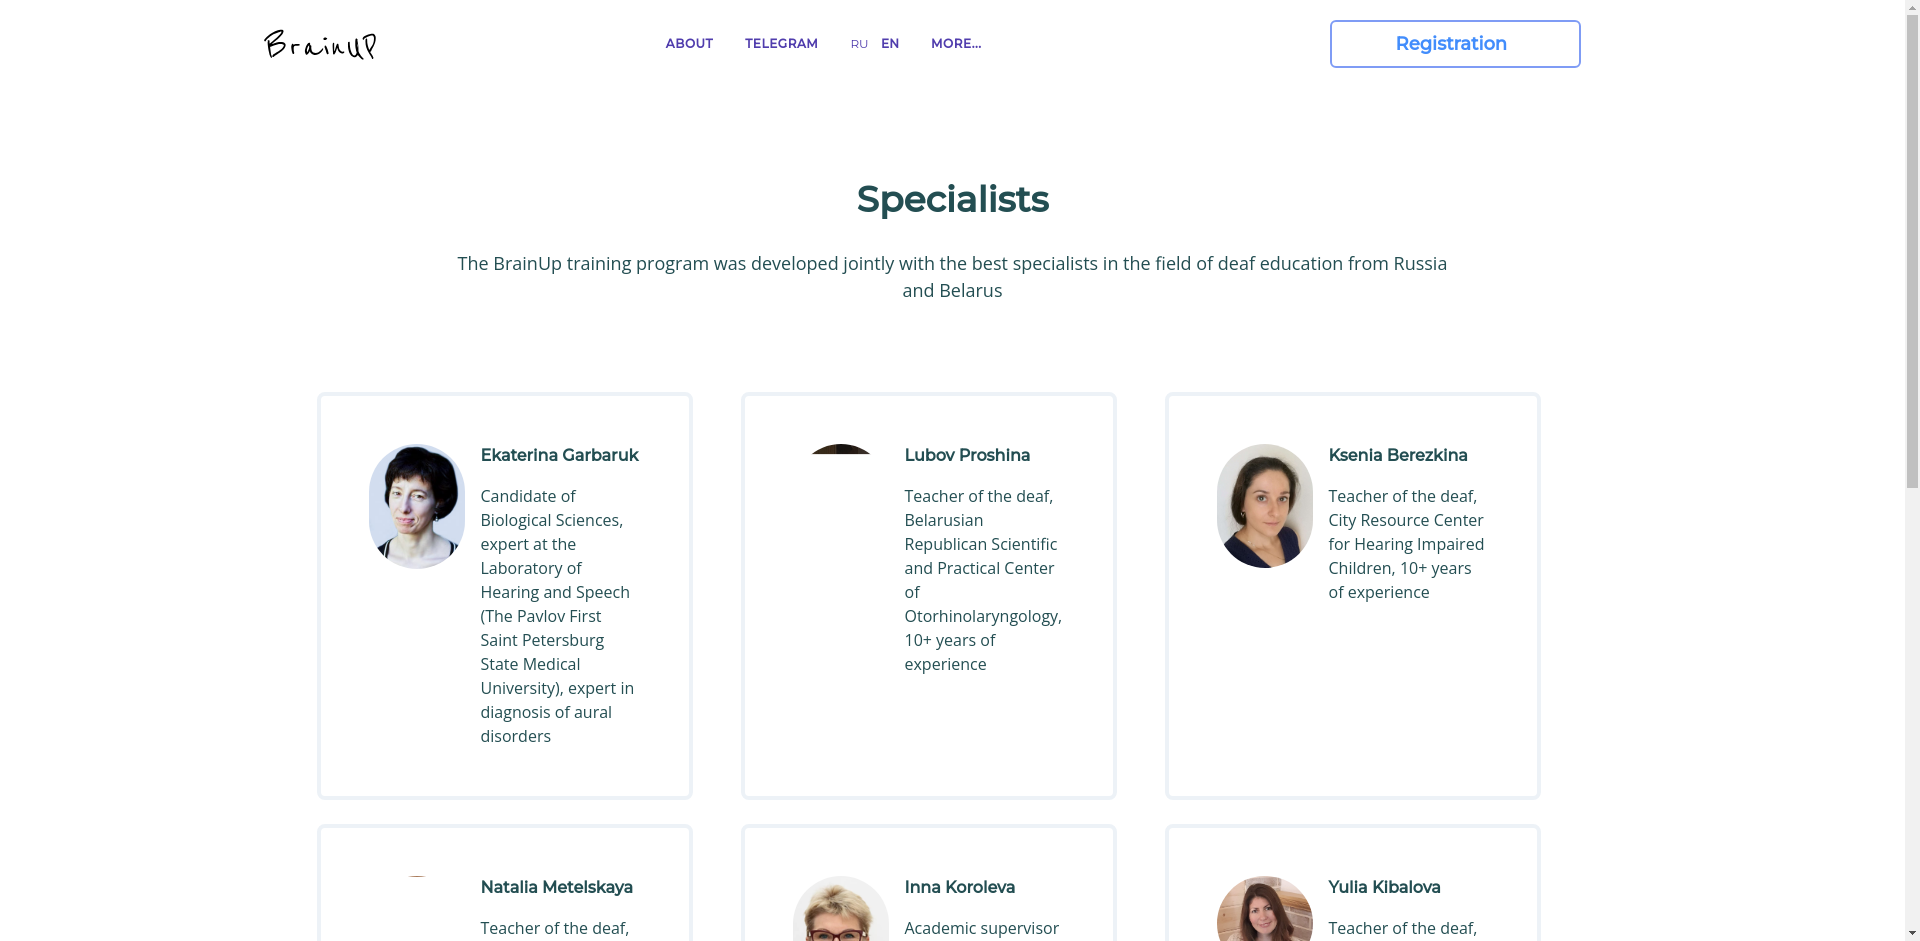 BrainUP
ABOUT
TELEGRAM
RU
EN
MORE...
Registration
Specialists
The BrainUp training program was developed jointly with the best specialists in the field of deaf education from Russia
and Belarus
Ekaterina Garbaruk
Candidate of
Biological Sciences,
expert at the
Laboratory of
Hearing and Speech
(The Pavlov First
Saint Petersburg
State Medical
University), expert in
diagnosis of aural
disorders
Lubov Proshina
Teacher of the deaf,
Belarusian
Republican Scientific
and Practical Center
of
Otorhinolaryngology,
10+ years of
experience
Ksenia Berezkina
Teacher of the deaf,
City Resource Center
for Hearing Impaired
Children, 10+ years
of experience
Natalia Metelskaya
Teacher of the deaf,
Inna Koroleva
Academic supervisor
Yulia Kibalova
Teacher of the deaf,